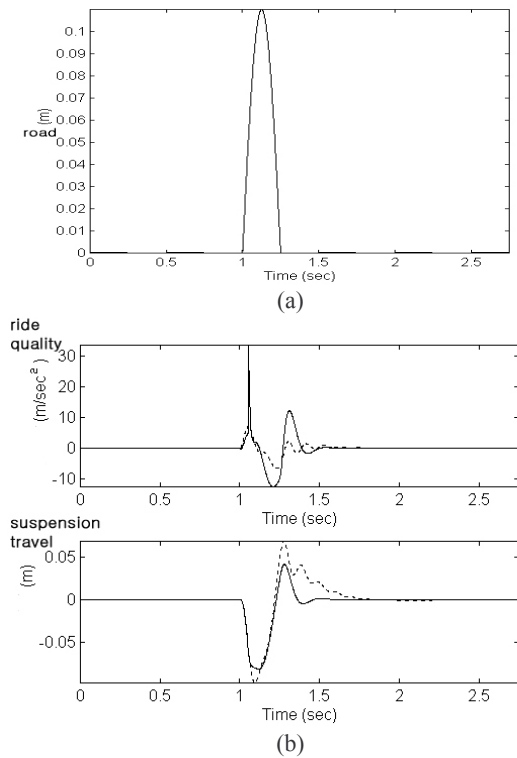 0.1
0.09
0.08
0.07
0.06
(m)
road
0.05
0.04
0.03
0.02
0.01
0
0 0.5 1 1.5 2 2.5
Time (sec)
(a)
ride
quality
(m/sec²)
30
20
10
0
-10
0 0.5 1 1.5 2 2.5
Time (sec)
suspension
travel
(m)
0.05
0
-0.05
0 0.5 1 1.5 2 2.5
Time (sec)
(b)